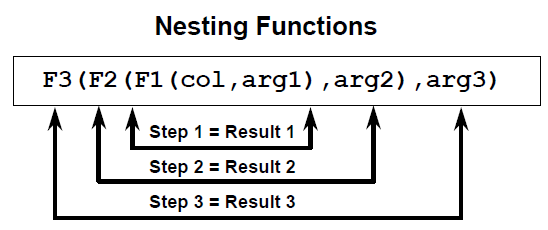 Nesting Functions
F3(F2(F1(col,arg1),arg2),arg3)
Step 1 = Result 1
Step 2 = Result 2
Step 3 = Result 3